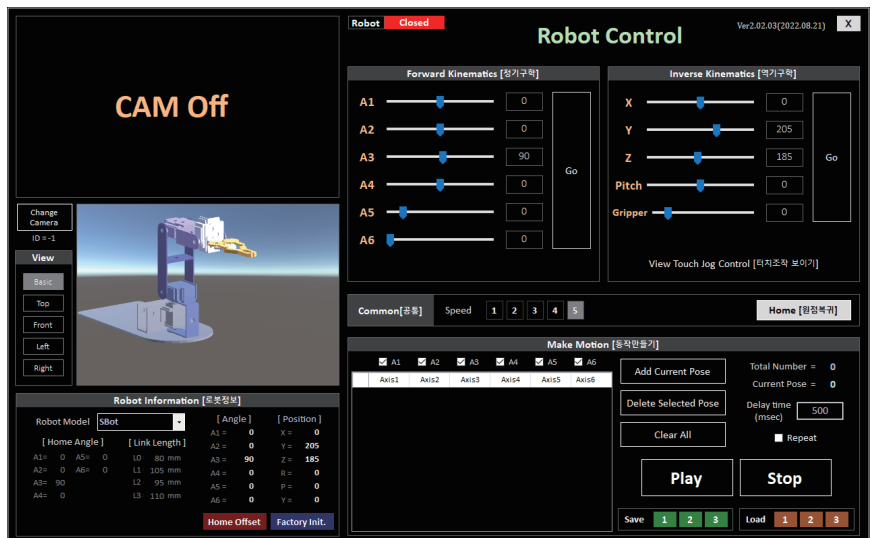 CAM Off
Change
Camera
ID = -1
View
Basic
Top
Front
Left
Right
Robot Information [로봇정보]
Robot Model SBot
[ Home Angle ] [ Link Length ]
A1= 0 A5= 0 L0 80 mm
A2= 0 A6= 0 L1 105 mm
A3= 90 L2 95 mm
A4= 0 L3 110 mm
[ Angle ] [ Position ]
A1 = 0 X = 0
A2 = 0 Y = 205
A3 = 90 Z = 185
A4 = 0 R = 0
A5 = 0 P = 0
A6 = 0 Y = 0
Home Offset Factory Init.
Robot Closed
Robot Control
Ver2.02.03(2022.08.21) X
Forward Kinematics [정기구학]
A1 0
A2 0
A3 90
A4 0
A5 0
A6 0
Go
Inverse Kinematics [역기구학]
X 0
Y 205
Z 185
Pitch 0
Gripper 0
Go
View Touch Jog Control [터치조작 보이기]
Common[공통] Speed 1 2 3 4 5 Home [원점복귀]
Make Motion [동작만들기]
A1 A2 A3 A4 A5 A6
Axis1 Axis2 Axis3 Axis4 Axis5 Axis6
Add Current Pose
Delete Selected Pose
Clear All
Total Number = 0
Current Pose = 0
Delay time
(msec) 500
Repeat
Play Stop
Save 1 2 3 Load 1 2 3